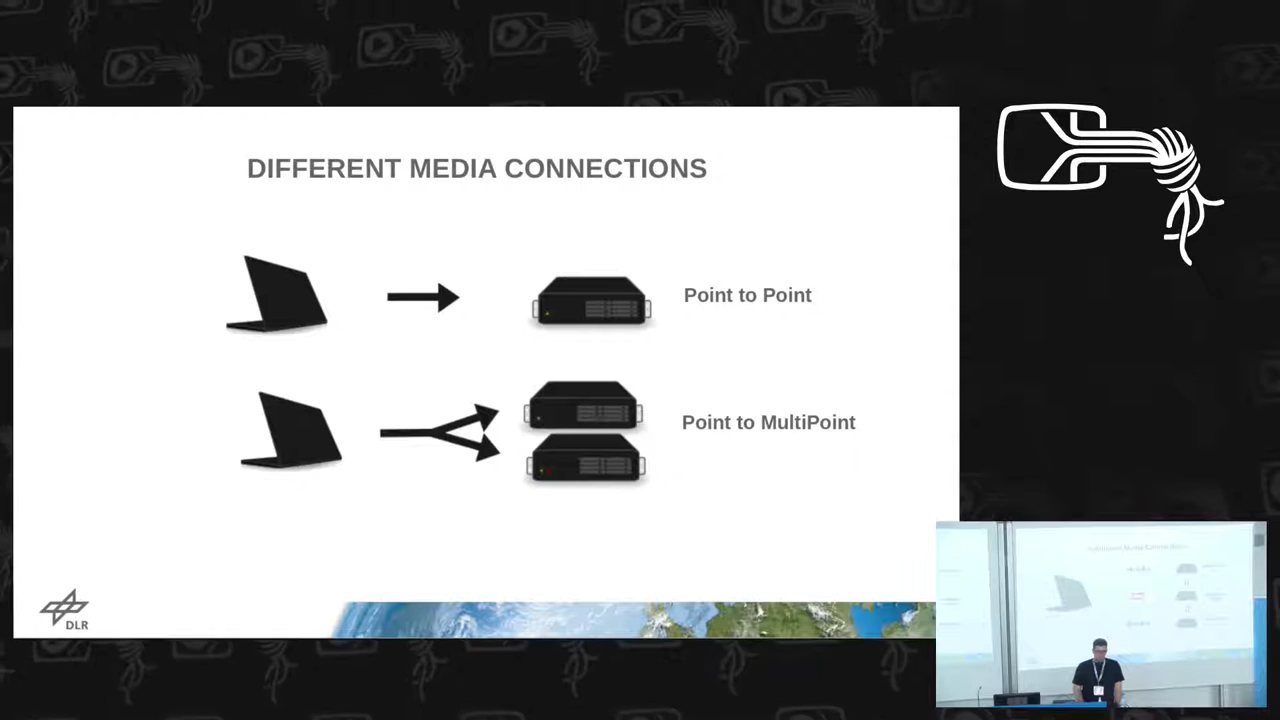 DIFFERENT MEDIA CONNECTIONS
Point to Point
Point to MultiPoint
DLR